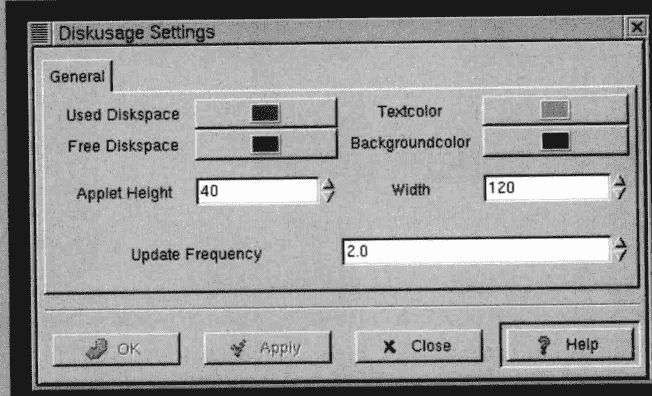 Diskusage Settings
General
Used Diskspace Textcolor
Free Diskspace Backgroundcolor
Applet Height 40 Width 120
Update Frequency 2.0
OK Apply Close Help